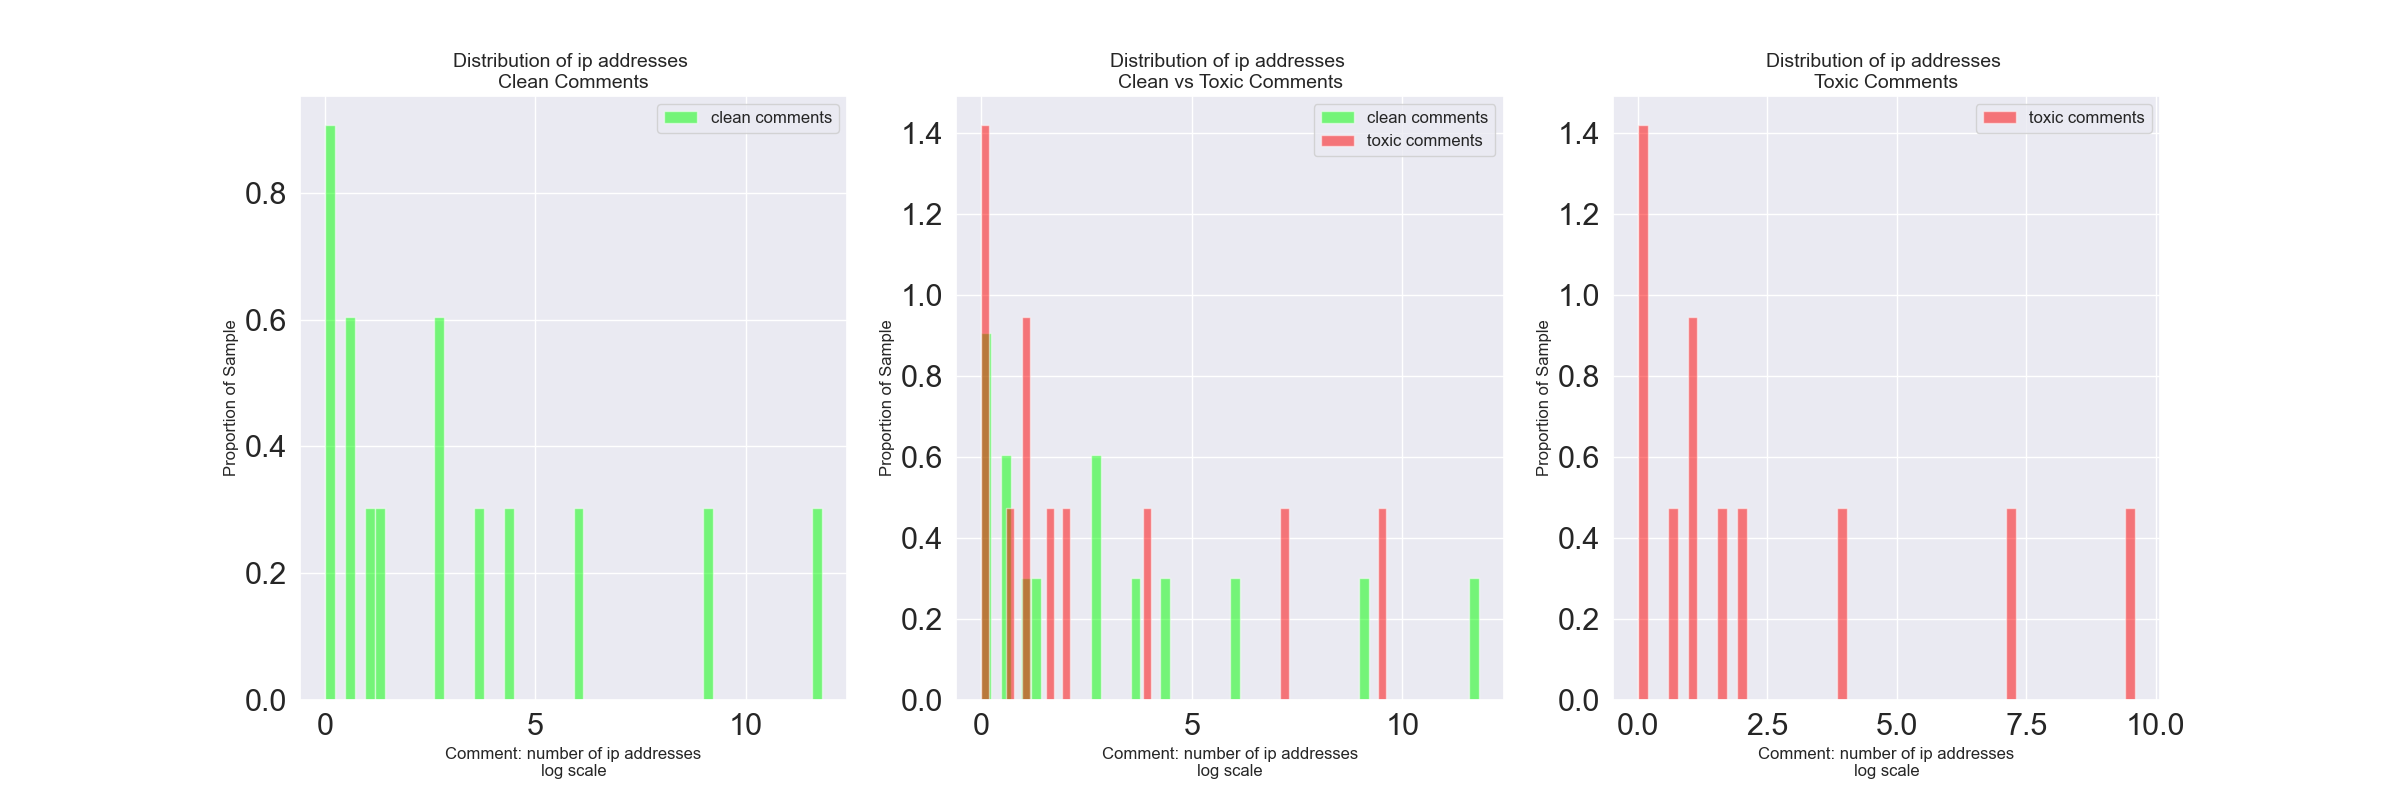 Distribution of ip addresses
Clean Comments
clean comments
0.8
0.6
0.4
0.2
0.0
Proportion of Sample
0 5 10
Comment: number of ip addresses
log scale
Distribution of ip addresses
Clean vs Toxic Comments
clean comments
toxic comments
1.4
1.2
1.0
0.8
0.6
0.4
0.2
0.0
Proportion of Sample
0 5 10
Comment: number of ip addresses
log scale
Distribution of ip addresses
Toxic Comments
toxic comments
1.4
1.2
1.0
0.8
0.6
0.4
0.2
0.0
Proportion of Sample
0.0 2.5 5.0 7.5 10.0
Comment: number of ip addresses
log scale